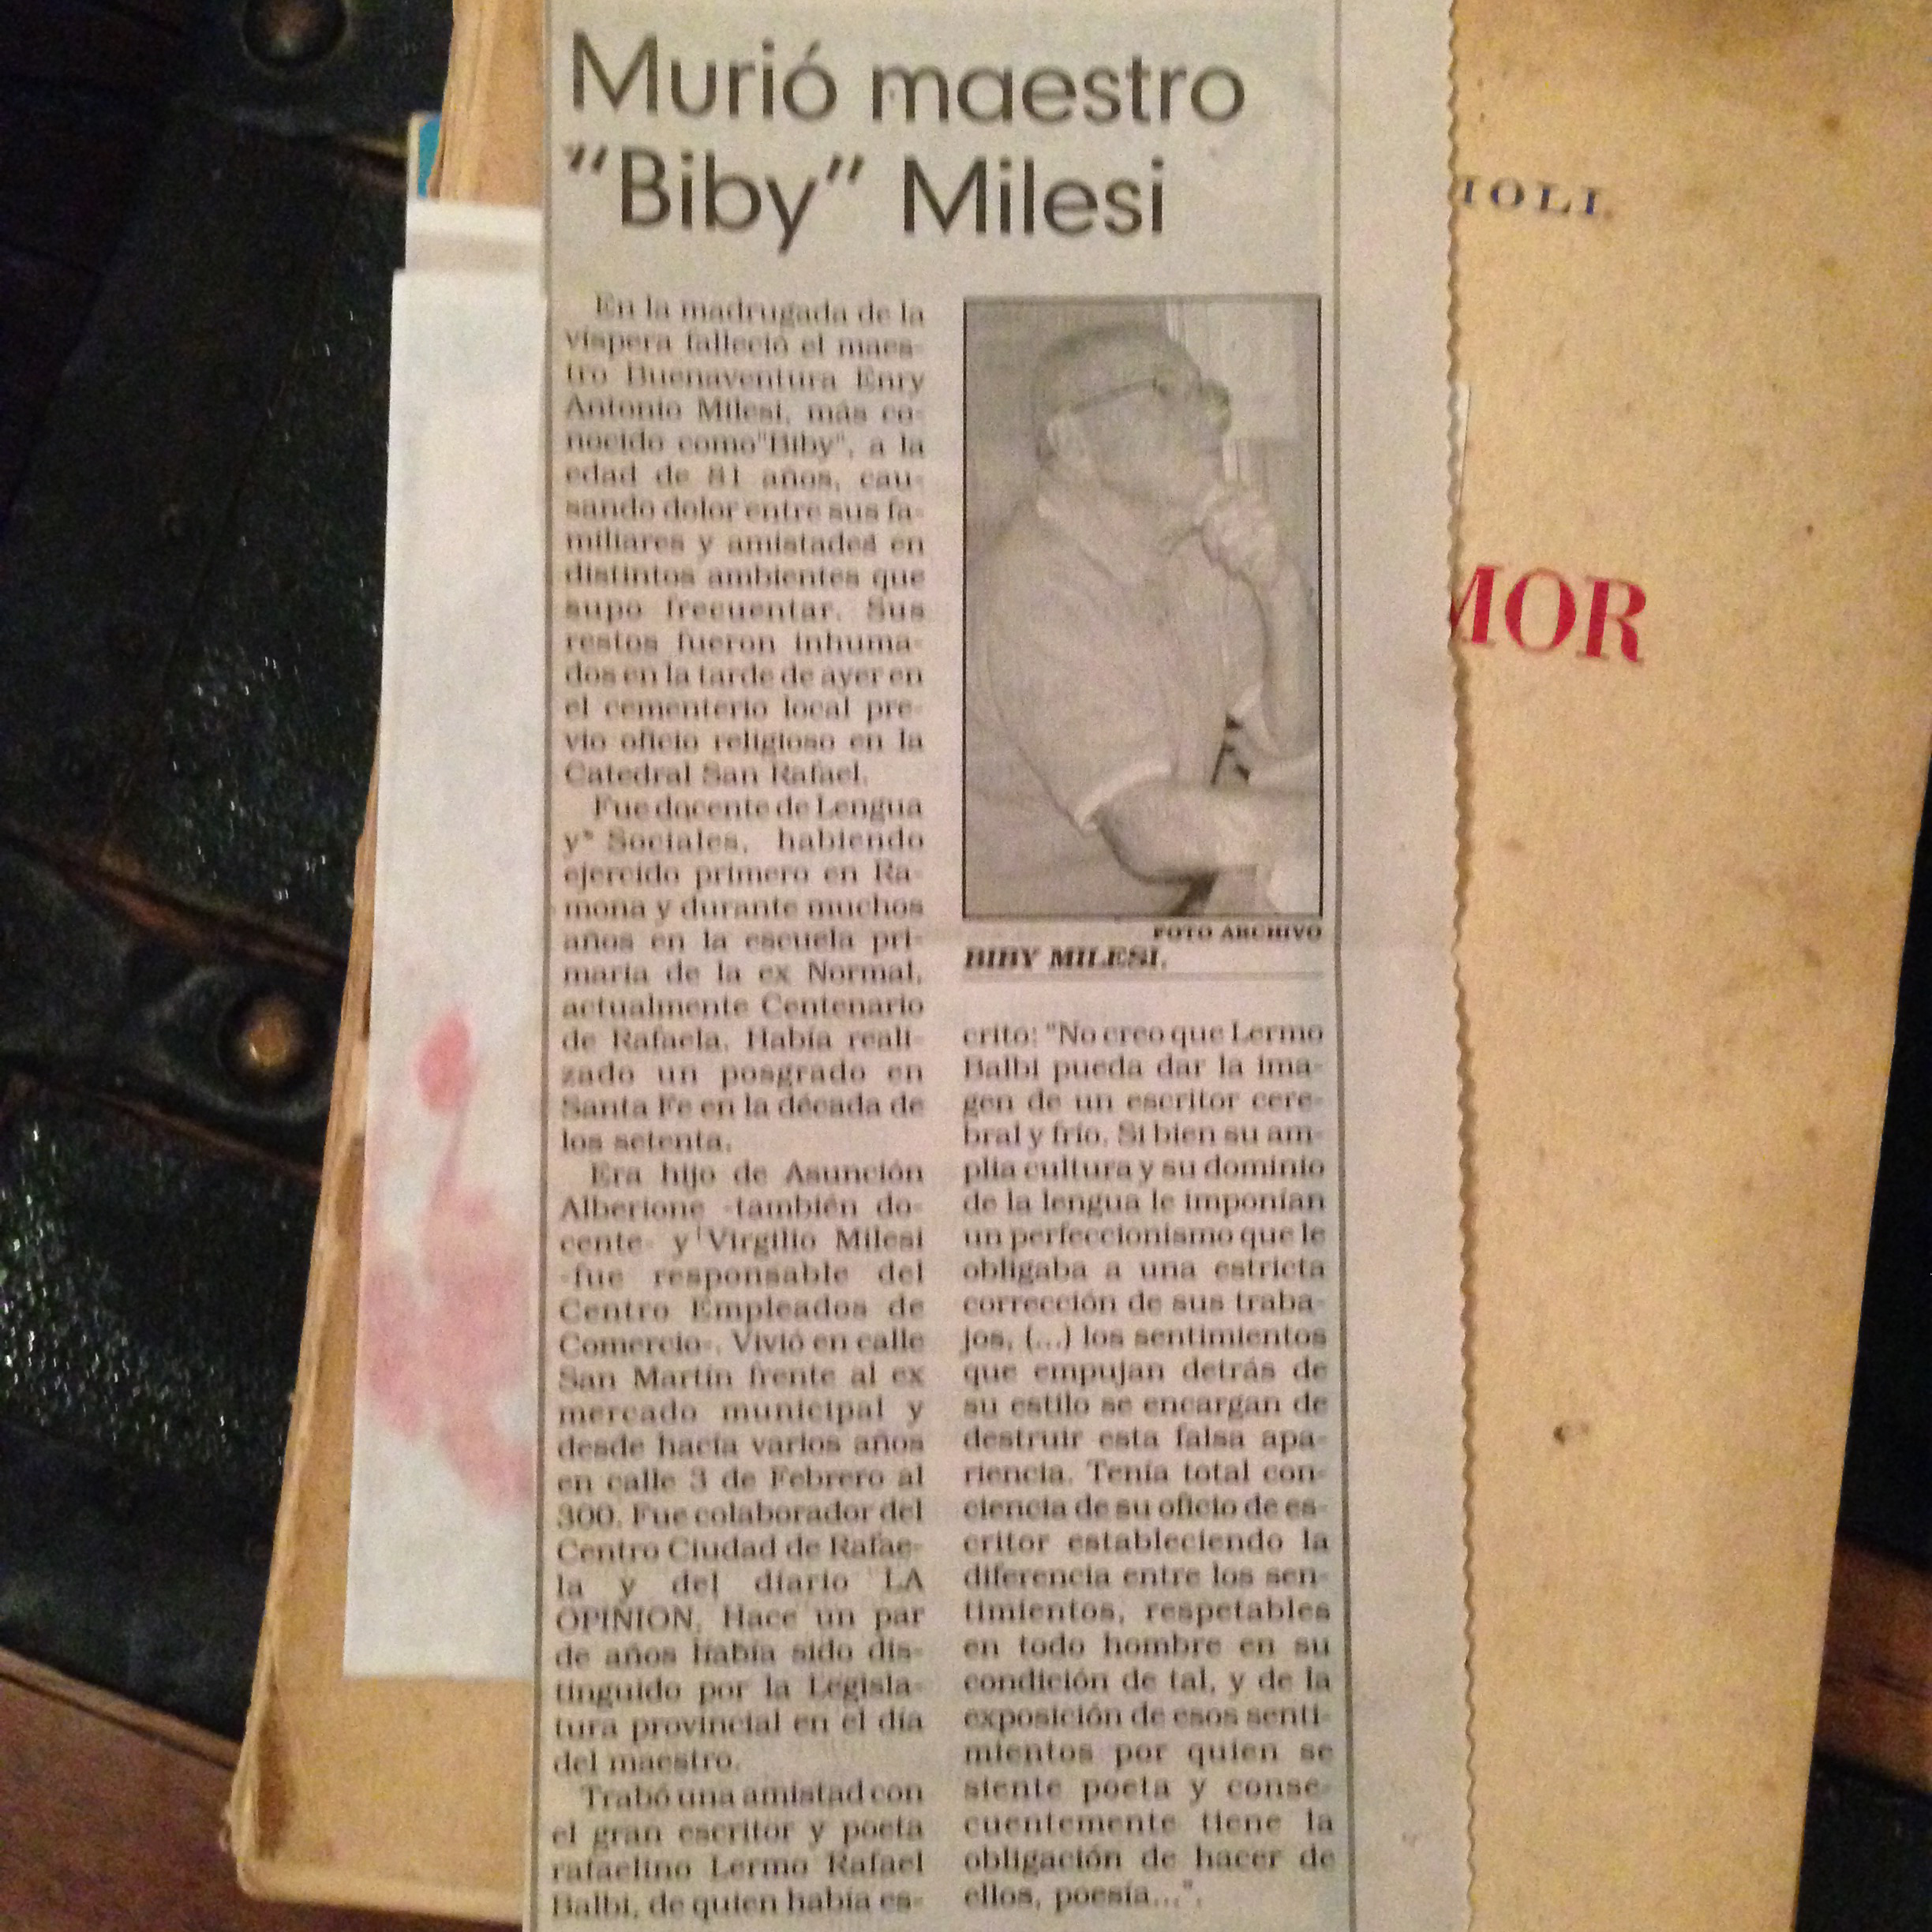 Murió maestro
"Biby" Milesi
En la madrugada de la
víspera falleció el maes-
tro Buenaventura Enry
Antonio Milesi, más co-
nocido como"Biby", a la
edad de 81 años, cau-
sando dolor entre sus fa-
miliares y amistades en
distintos ambientes que
supo frecuentar. Sus
restos fueron inhuma-
dos en la tarde de ayer en
el cementerio local pre-
vio oficio religioso en la
Catedral San Rafael.
Fue docente de Lengua
y Sociales, habiendo
ejercido primero en Ra-
mona y durante muchos
años en la escuela pri-
maria de la ex Normal,
actualmente Centenario
de Rafaela. Había reali-
zado un posgrado en
Santa Fe en la década de
los setenta.
Era hijo de Asunción
Alberione -también do-
cente- y Virgilio Milesi
-fue responsable del
Centro Empleados de
Comercio-. Vivió en calle
San Martín frente al ex
mercado municipal y
desde hacía varios años
en calle 3 de Febrero al
300. Fue colaborador del
Centro Ciudad de Rafae-
la y del diario LA
OPINION. Hace un par
de años había sido dis-
tinguido por la Legisla-
tura provincial en el día
del maestro.
Trabó una amistad con
el gran escritor y poeta
rafaelino Lermo Rafael
Balbi, de quien había es-
FOTO ARCHIVO
BIBY MILESI.
crito: "No creo que Lermo
Balbi pueda dar la ima-
gen de un escritor cere-
bral y frío. Si bien su am-
plia cultura y su dominio
de la lengua le imponían
un perfeccionismo que le
obligaba a una estricta
corrección de sus traba-
jos, (...) los sentimientos
que empujan detrás de
su estilo se encargan de
destruir esta falsa apa-
riencia. Tenía total con-
ciencia de su oficio de es-
critor estableciendo la
diferencia entre los sen-
timientos, respetables
en todo hombre en su
condición de tal, y de la
exposición de esos senti-
mientos por quien se
siente poeta y conse-
cuentemente tiene la
obligación de hacer de
ellos, poesía...".
IOLI
MOR